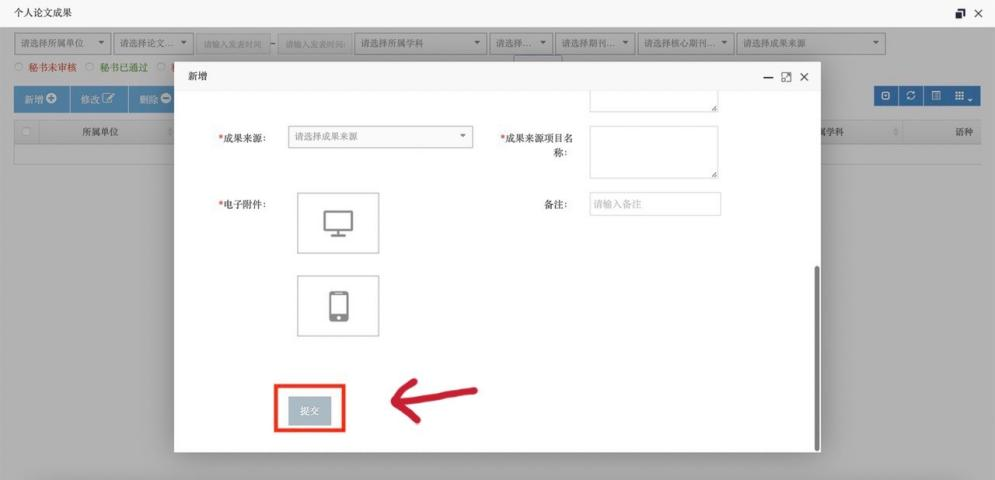 个人论文成果
请选择所属单位 请选择论文... 请输入发表时间 - 请输入发表时间 请选择所属学科 请选择... 请选择期刊... 请选择核心期刊... 请选择成果来源
秘书未审核 秘书已通过
新增
新增 修改 删除
所属单位 属学科 语种
*成果来源: 请选择成果来源 *成果来源项目名
称:
*电子附件: 备注: 请输入备注
提交